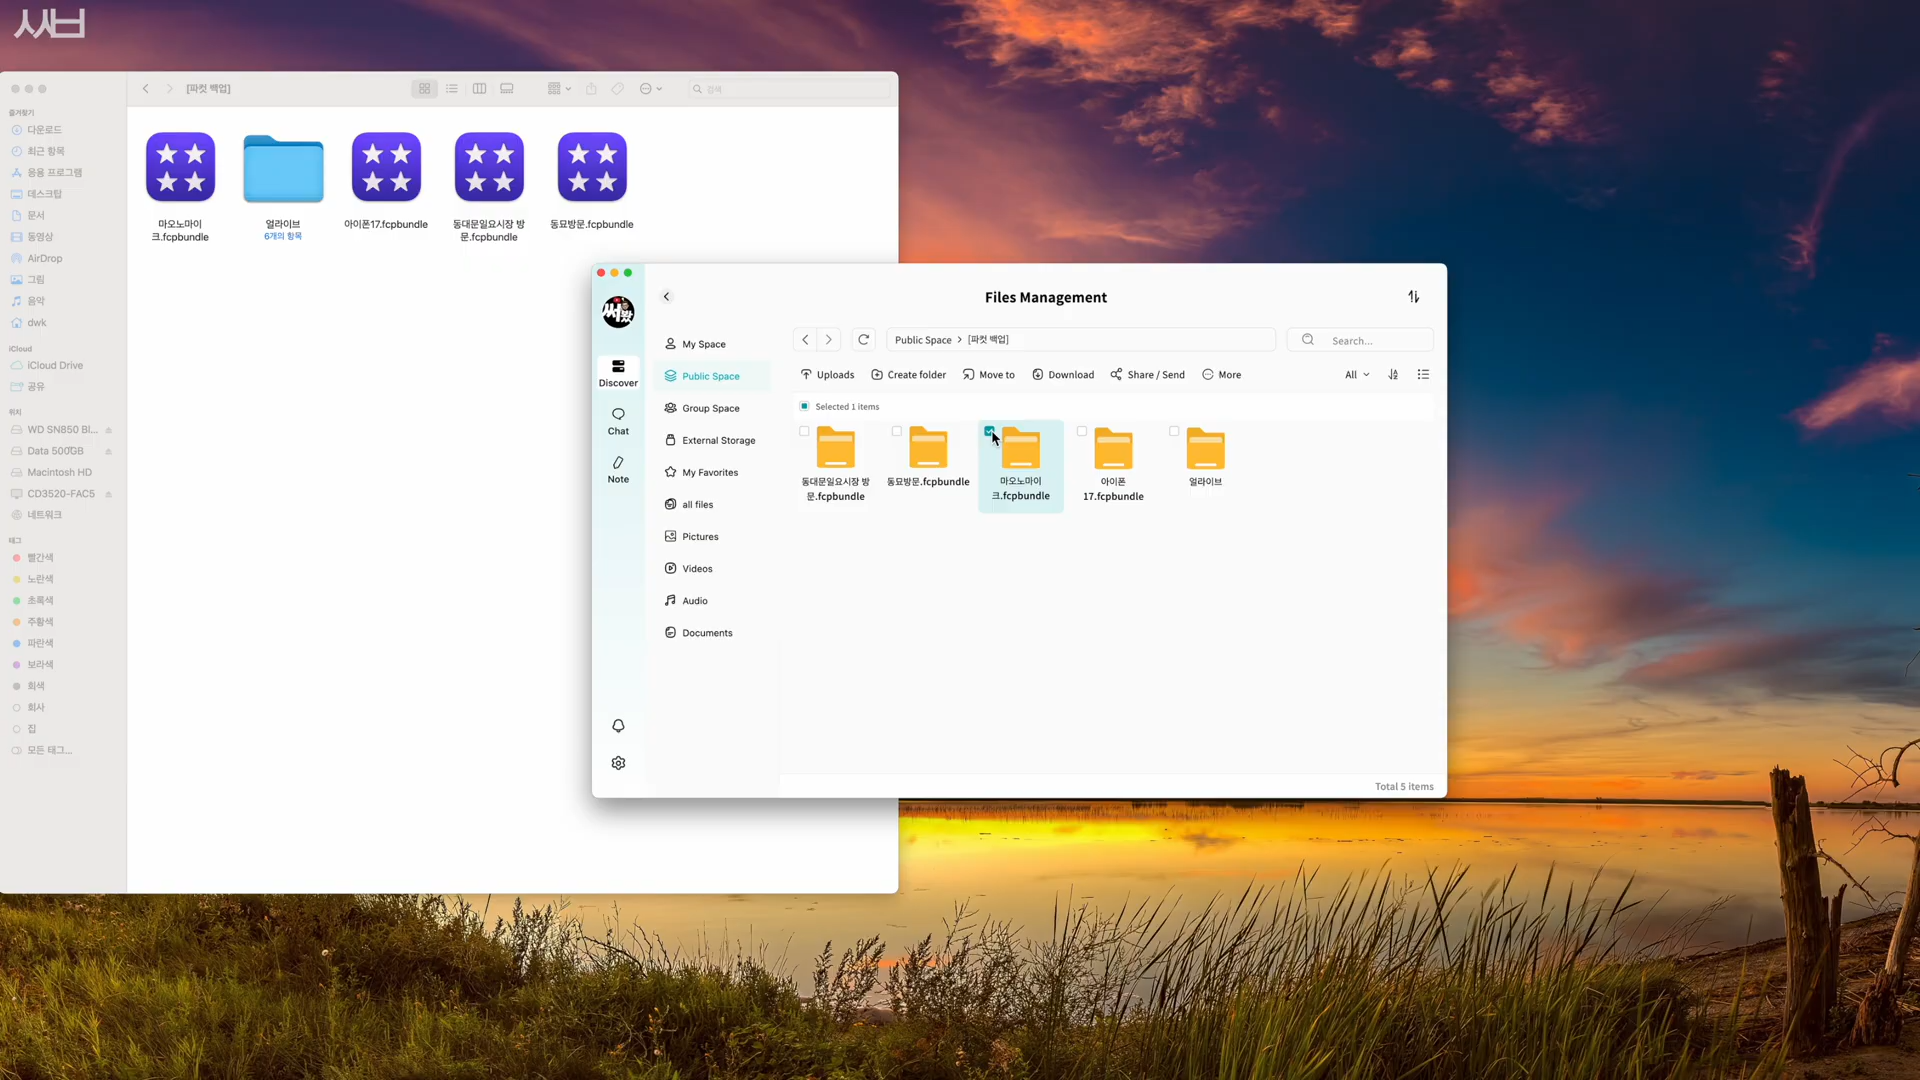 써봐
[파컷 백업]
검색
즐겨찾기
다운로드
최근 항목
응용 프로그램
데스크탑
문서
동영상
AirDrop
그림
음악
dwk
iCloud
iCloud Drive
공유
위치
WD SN850 Bl...
Data 500GB
Macintosh HD
CD3520-FAC5
네트워크
태그
빨간색
노란색
초록색
주황색
파란색
보라색
회색
회사
집
모든 태그...
마오노마이
크.fcpbundle
얼라이브
6개의 항목
아이폰17.fcpbundle
동대문일요시장 방
문.fcpbundle
동묘방문.fcpbundle
써봤
Discover
Chat
Note
Files Management
My Space
Public Space
Group Space
External Storage
My Favorites
all files
Pictures
Videos
Audio
Documents
Public Space > [파컷 백업]
Search...
Uploads
Create folder
Move to
Download
Share / Send
More
All
Selected 1 items
동대문일요시장 방
문.fcpbundle
동묘방문.fcpbundle
마오노마이
크.fcpbundle
아이폰
17.fcpbundle
얼라이브
Total 5 items